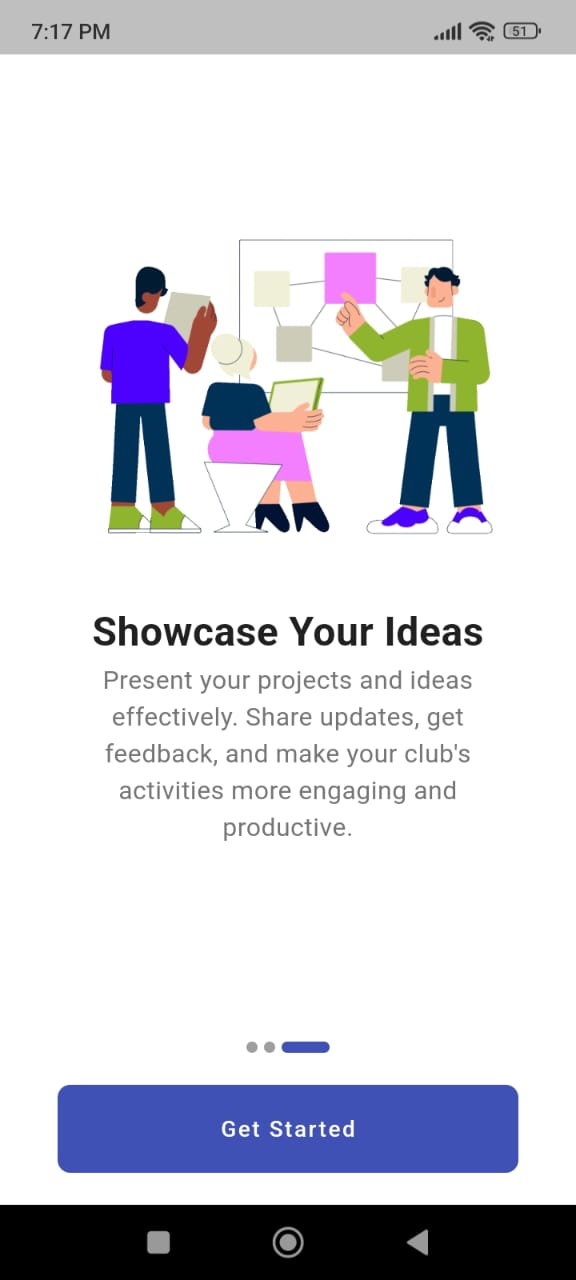 7:17 PM
51
Showcase Your Ideas
Present your projects and ideas
effectively. Share updates, get
feedback, and make your club's
activities more engaging and
productive.
Get Started